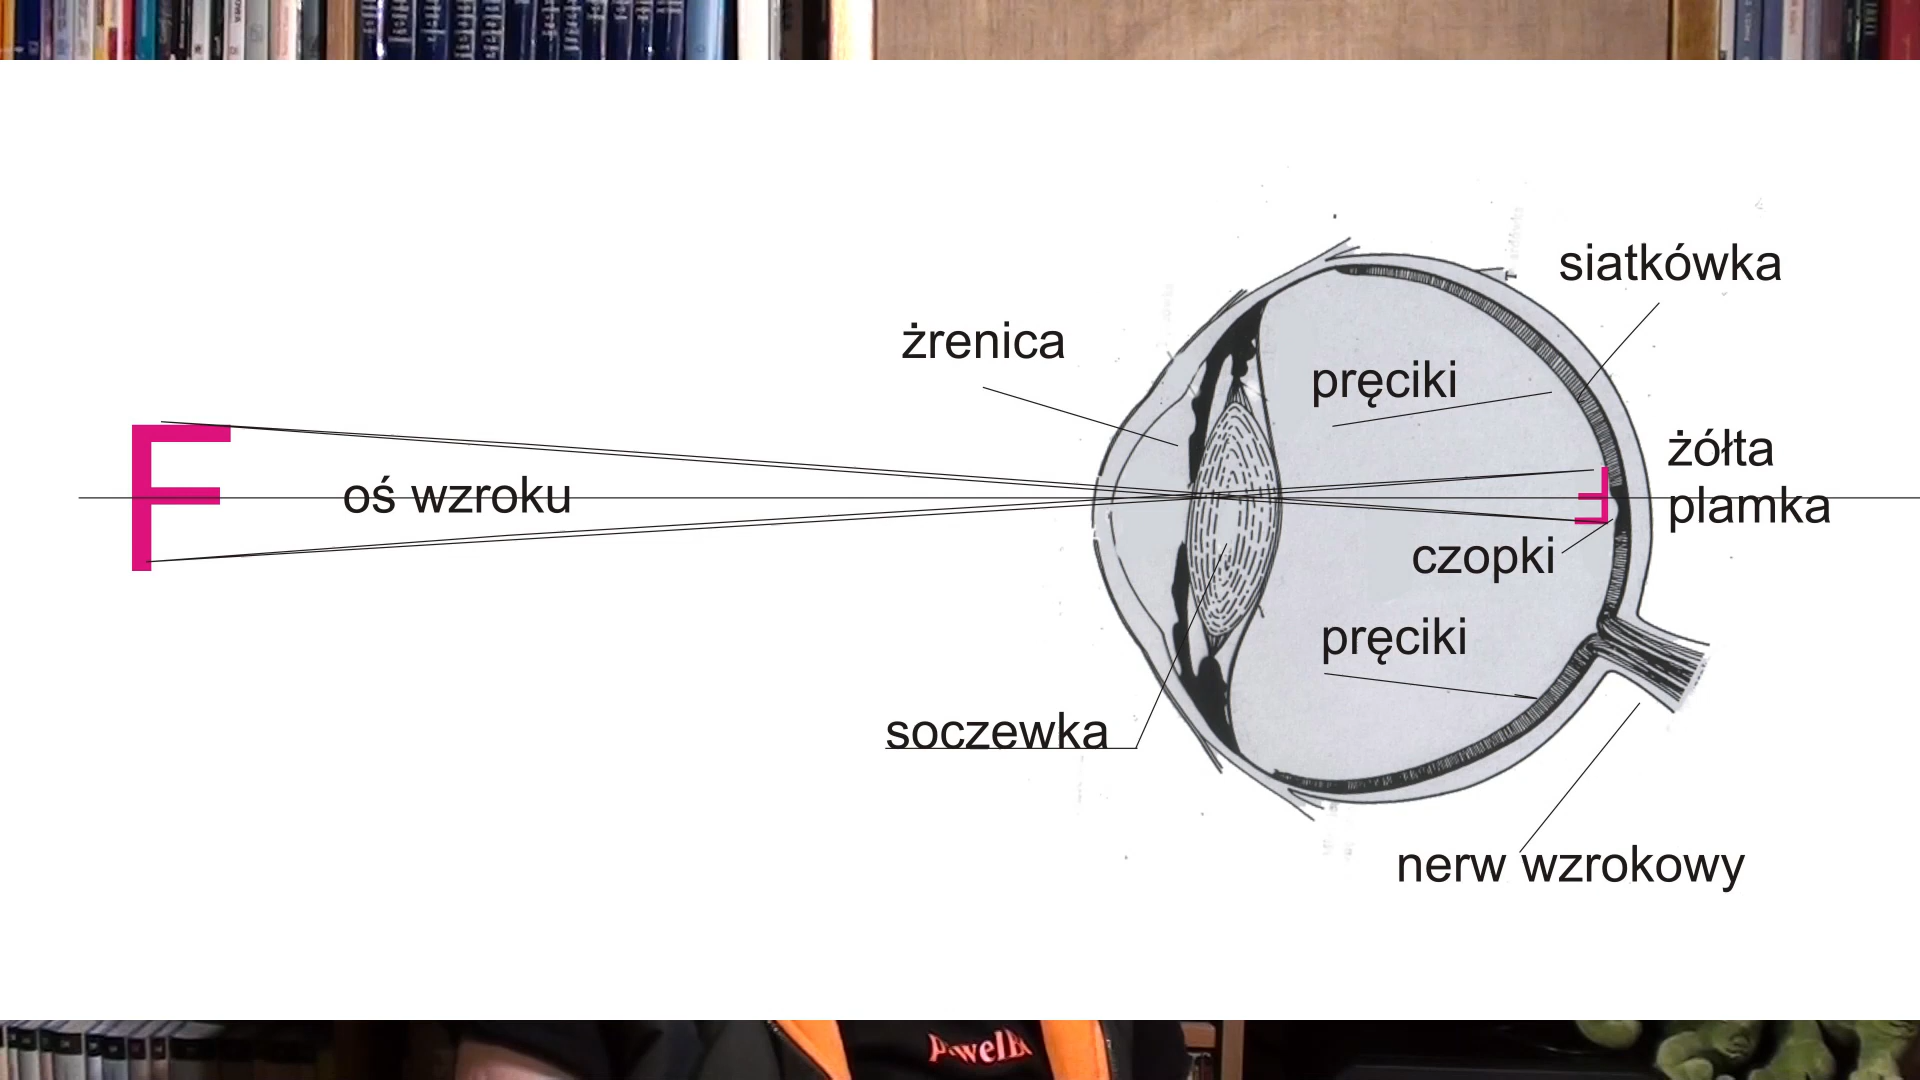 siatkówka
żrenica
pręciki
F
oś wzroku
żółta
plamka
czopki
pręciki
soczewka
nerw wzrokowy